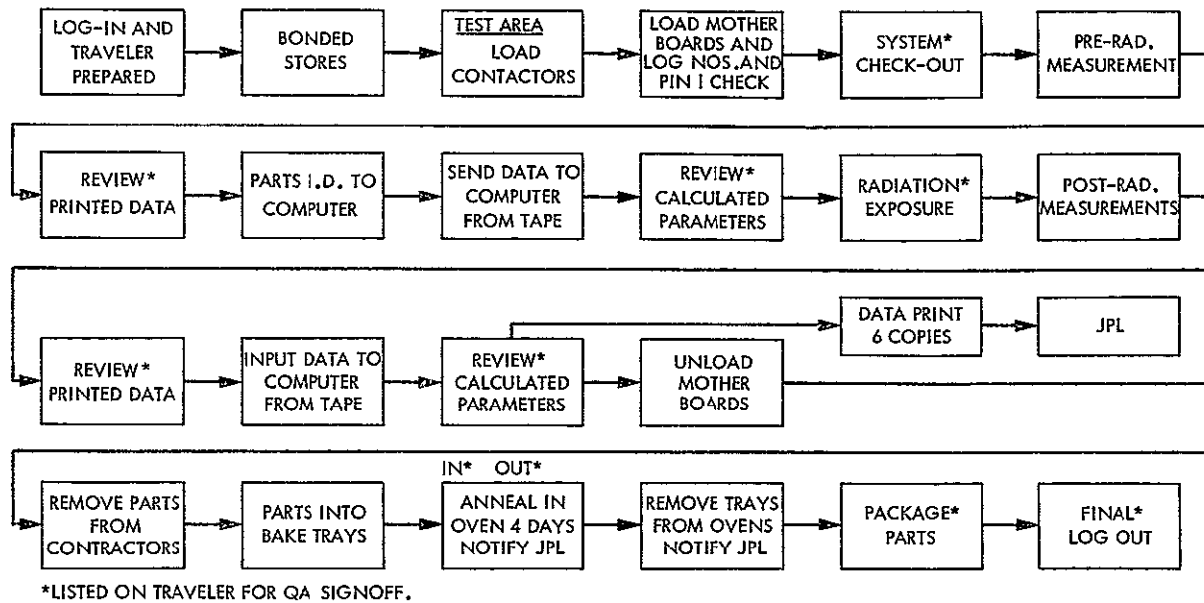 LOG-IN AND
TRAVELER
PREPARED
BONDED
STORES
TEST AREA
LOAD
CONTACTORS
LOAD MOTHER
BOARDS AND
LOG NOS. AND
PIN 1 CHECK
SYSTEM*
CHECK-OUT
PRE-RAD.
MEASUREMENT
REVIEW*
PRINTED DATA
PARTS I.D. TO
COMPUTER
SEND DATA TO
COMPUTER
FROM TAPE
REVIEW*
CALCULATED
PARAMETERS
RADIATION*
EXPOSURE
POST-RAD.
MEASUREMENTS
REVIEW*
PRINTED DATA
INPUT DATA TO
COMPUTER
FROM TAPE
REVIEW*
CALCULATED
PARAMETERS
UNLOAD
MOTHER
BOARDS
DATA PRINT
6 COPIES
JPL
REMOVE PARTS
FROM
CONTRACTORS
PARTS INTO
BAKE TRAYS
IN* OUT*
ANNEAL IN
OVEN 4 DAYS
NOTIFY JPL
REMOVE TRAYS
FROM OVENS
NOTIFY JPL
PACKAGE*
PARTS
FINAL*
LOG OUT
*LISTED ON TRAVELER FOR QA SIGNOFF.